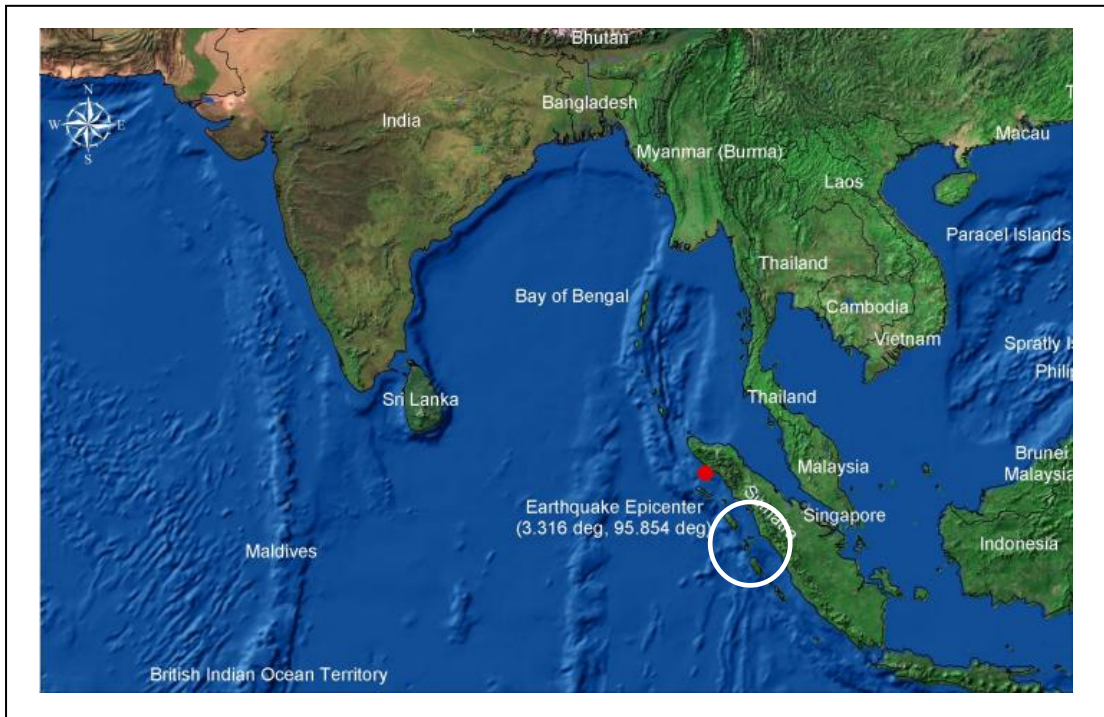 Bhutan
N
W E
S
India
Bangladesh
Macau
Myanmar (Burma)
Laos
Paracel Islands
Thailand
Bay of Bengal
Cambodia
Vietnam
Spratly Is
Phili
Sri Lanka
Thailand
Brunei
Malaysia
Malaysia
Sumatra
Earthquake Epicenter
(3.316 deg, 95.854 deg)
Singapore
Indonesia
Maldives
British Indian Ocean Territory